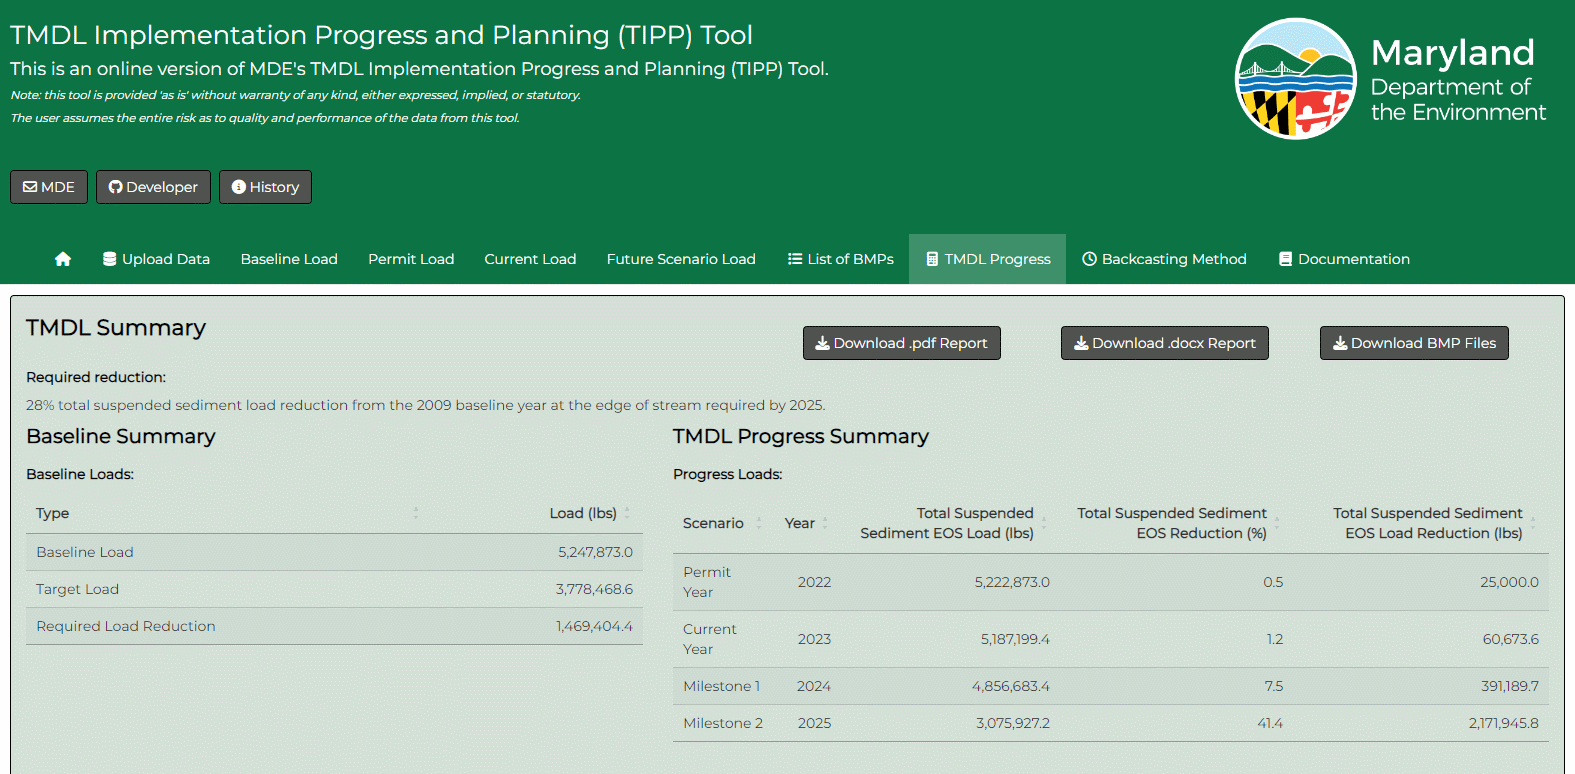 TMDL Implementation Progress and Planning (TIPP) Tool
This is an online version of MDE's TMDL Implementation Progress and Planning (TIPP) Tool.
Note: this tool is provided 'as is' without warranty of any kind, either expressed, implied, or statutory.
The user assumes the entire risk as to quality and performance of the data from this tool.
Maryland
Department of
the Environment
MDE Developer History
Upload Data Baseline Load Permit Load Current Load Future Scenario Load List of BMPs TMDL Progress Backcasting Method Documentation
TMDL Summary
Download .pdf Report Download .docx Report Download BMP Files
Required reduction:
28% total suspended sediment load reduction from the 2009 baseline year at the edge of stream required by 2025.
Baseline Summary
Baseline Loads:
Type Load (lbs)
Baseline Load 5,247,873.0
Target Load 3,778,468.6
Required Load Reduction 1,469,404.4
TMDL Progress Summary
Progress Loads:
Scenario Year Total Suspended Sediment EOS Load (lbs) Total Suspended Sediment EOS Reduction (%) Total Suspended Sediment EOS Load Reduction (lbs)
Permit Year 2022 5,222,873.0 0.5 25,000.0
Current Year 2023 5,187,199.4 1.2 60,673.6
Milestone 1 2024 4,856,683.4 7.5 391,189.7
Milestone 2 2025 3,075,927.2 41.4 2,171,945.8